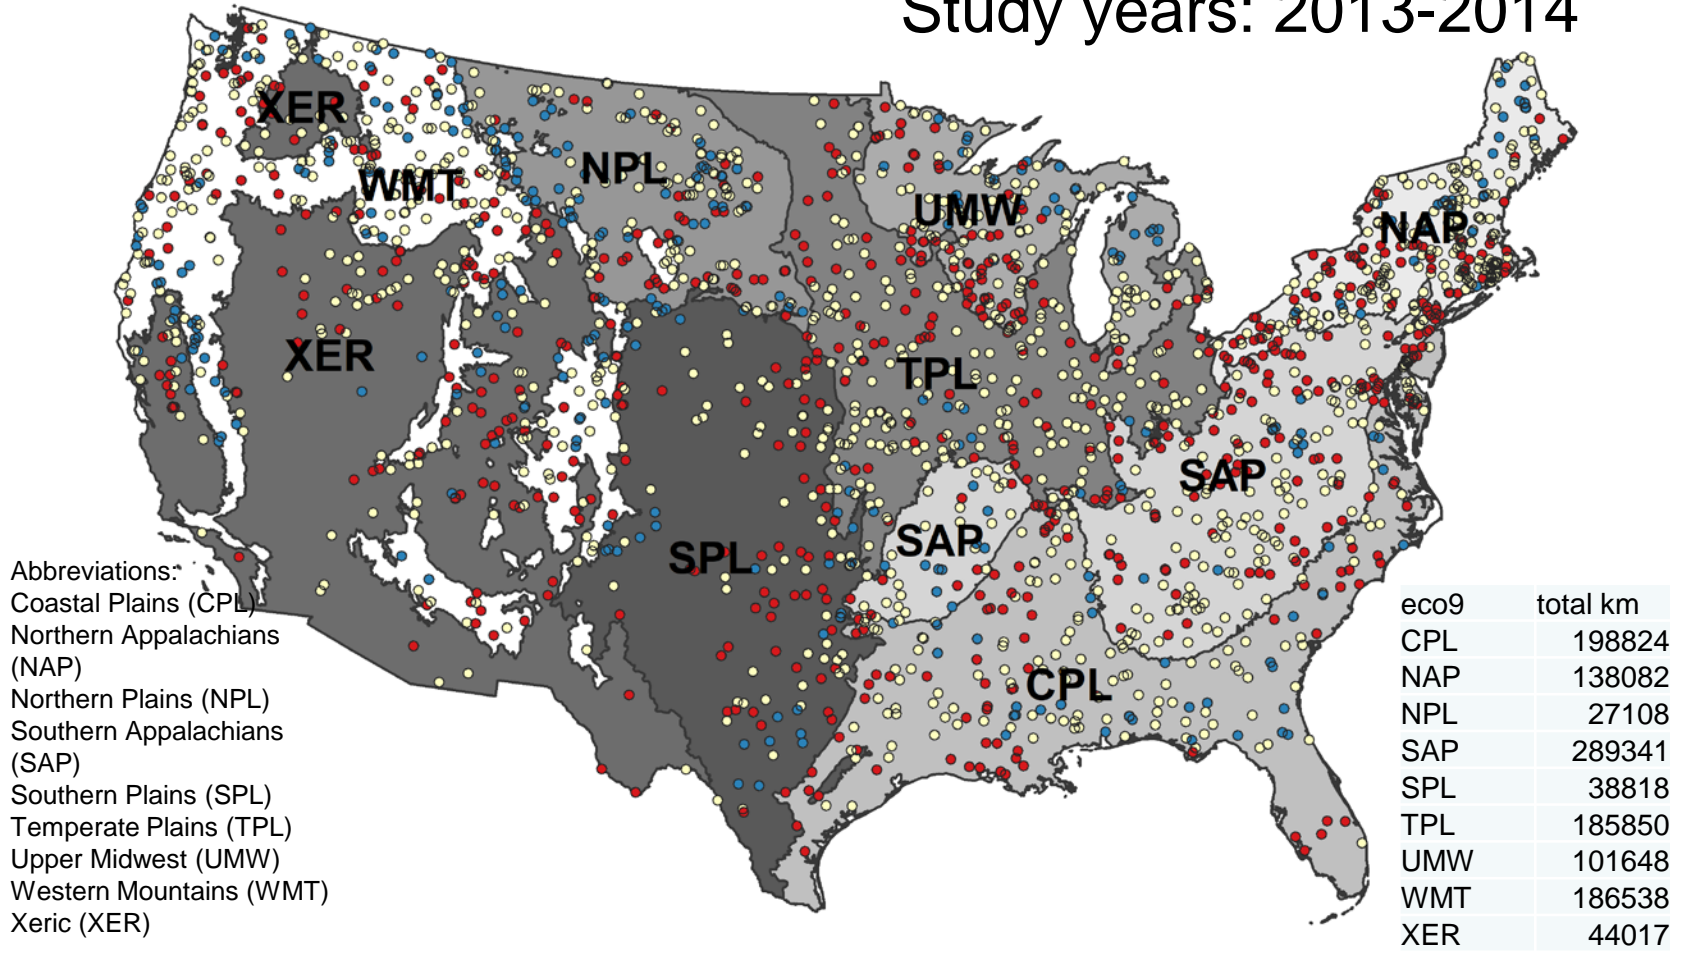 Study years: 2013-2014
XER
WMT
NPL
UMW
NAP
XER
TPL
SAP
SAP
SPL
CPL
Abbreviations:
Coastal Plains (CPL)
Northern Appalachians
(NAP)
Northern Plains (NPL)
Southern Appalachians
(SAP)
Southern Plains (SPL)
Temperate Plains (TPL)
Upper Midwest (UMW)
Western Mountains (WMT)
Xeric (XER)
eco9 total km
CPL 198824
NAP 138082
NPL 27108
SAP 289341
SPL 38818
TPL 185850
UMW 101648
WMT 186538
XER 44017